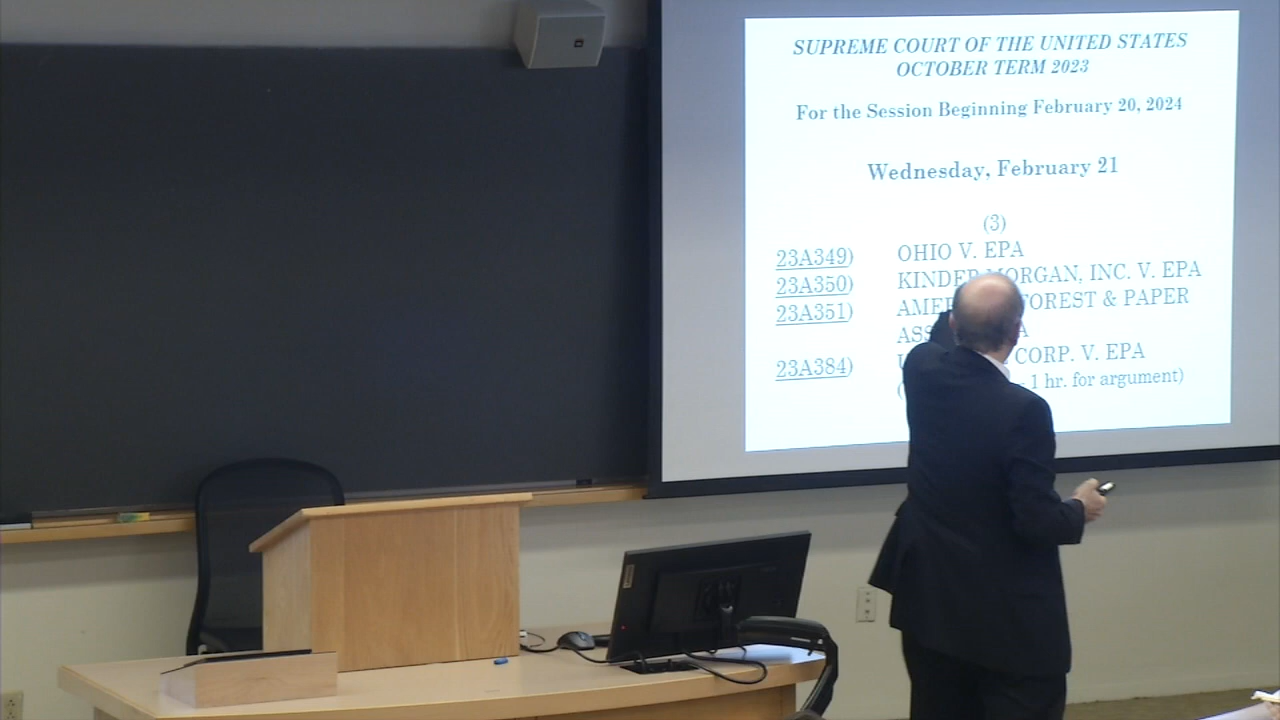 SUPREME COURT OF THE UNITED STATES
OCTOBER TERM 2023
For the Session Beginning February 20, 2024
Wednesday, February 21
(3)
23A349) OHIO V. EPA
23A350) KINDER MORGAN, INC. V. EPA
23A351) AME FOREST & PAPER
ASS A
23A384) CORP. V. EPA
( 1 hr. for argument)